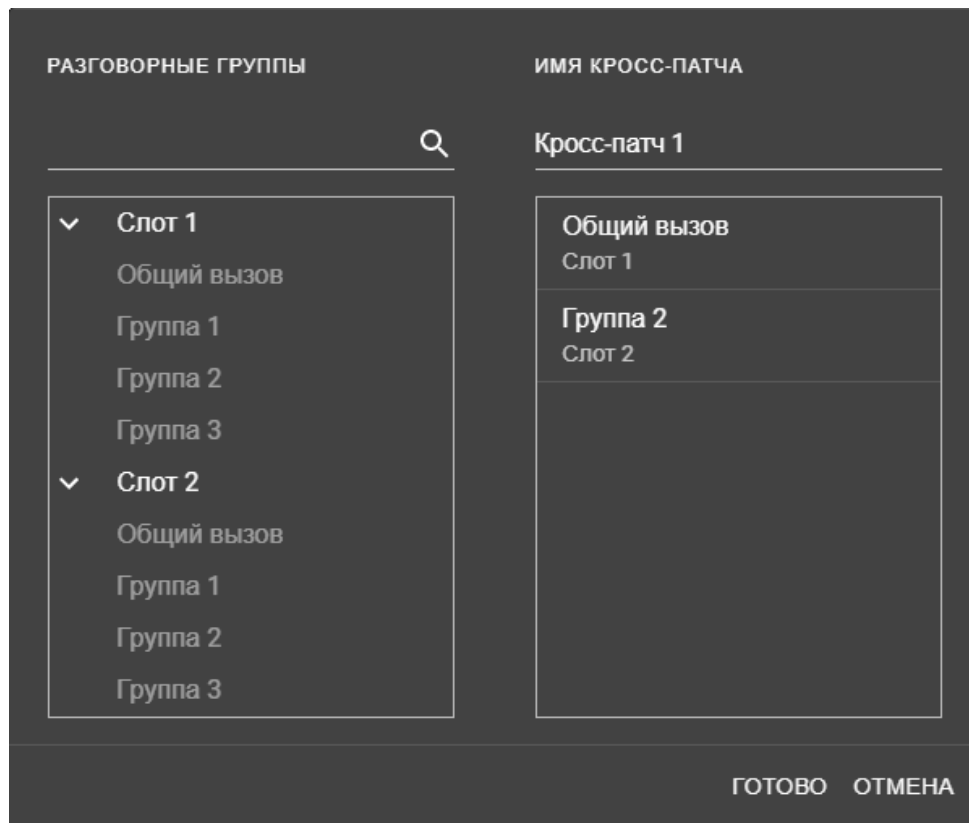 РАЗГОВОРНЫЕ ГРУППЫ
Слот 1
Общий вызов
Группа 1
Группа 2
Группа 3
Слот 2
Общий вызов
Группа 1
Группа 2
Группа 3
ИМЯ КРОСС-ПАТЧА
Кросс-патч 1
Общий вызов
Слот 1
Группа 2
Слот 2
ГОТОВО ОТМЕНА